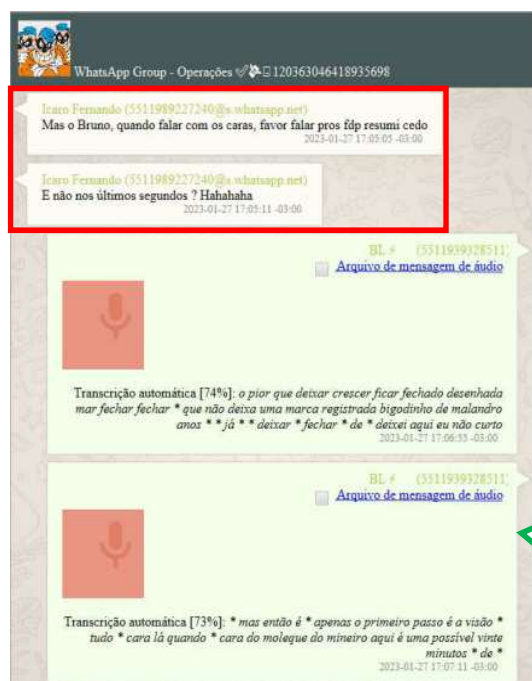 WhatsApp Group - Operações 120363046418935698
Icaro Fernando (5511989227240@s.whatsapp.net)
Mas o Bruno, quando falar com os caras, favor falar pros fdp resumi cedo
2023-01-27 17:05:05 -03:00
Icaro Fernando (5511989227240@s.whatsapp.net)
E não nos últimos segundos ? Hahahaha
2023-01-27 17:05:11 -03:00
BL ⚡ (5511939328511
Arquivo de mensagem de áudio
Transcrição automática [74%]: o pior que deixar crescer ficar fechado desenhada
mar fechar fechar * que não deixa uma marca registrada bigodinho de malandro
anos * * já * * deixar * fechar * de * deixei aqui eu não curto
2023-01-27 17:06:55 -03:00
BL ⚡ (5511939328511
Arquivo de mensagem de áudio
Transcrição automática [73%]: * mas então é * apenas o primeiro passo é a visão *
tudo * cara lá quando * cara do moleque do mineiro aqui é uma possível vinte
minutos * de *
2023-01-27 17:07:11 -03:00